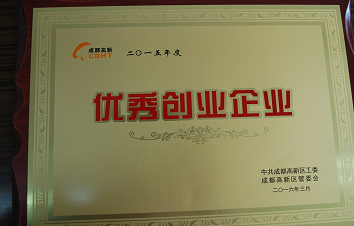 成都高新
CDHT
二〇一五年度
优秀创业企业
中共成都高新区工委
成都高新区管委会
二〇一六年三月